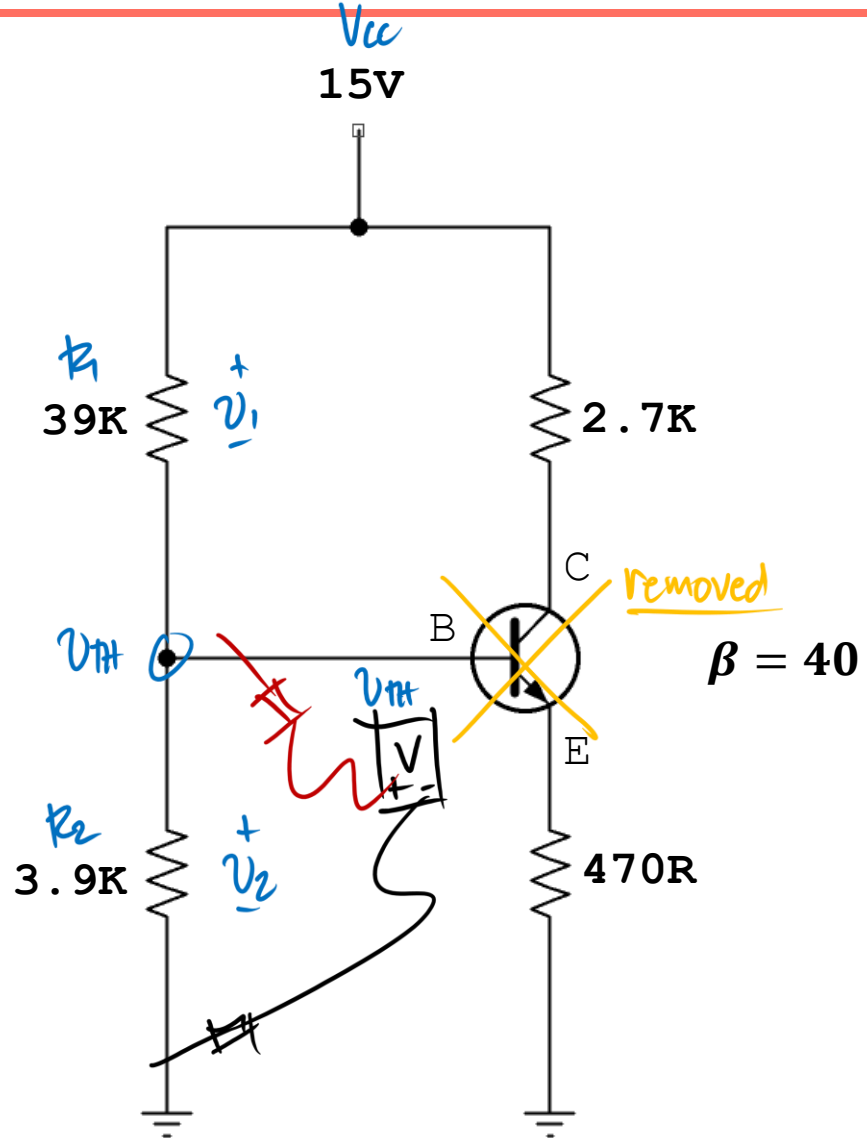 Vcc
15V
R1
39K
+
v1
-
2.7K
C
removed
B
β = 40
VTH
VTH
V
+ -
E
R2
3.9K
+
v2
-
470R